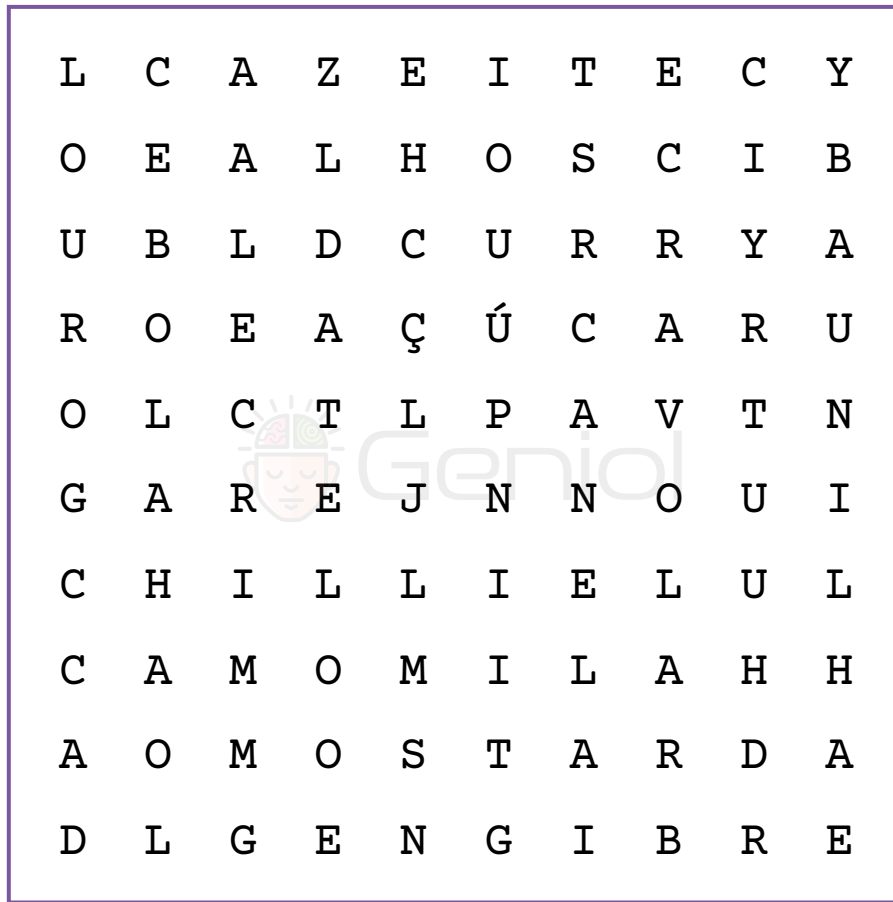 L C A Z E I T E C Y
O E A L H O S C I B
U B L D C U R R Y A
R O E A Ç Ú C A R U
O L C T L P A V T N
G A R E J N N O U I
C H I L L I E L U L
C A M O M I L A H H
A O M O S T A R D A
D L G E N G I B R E
Geniol